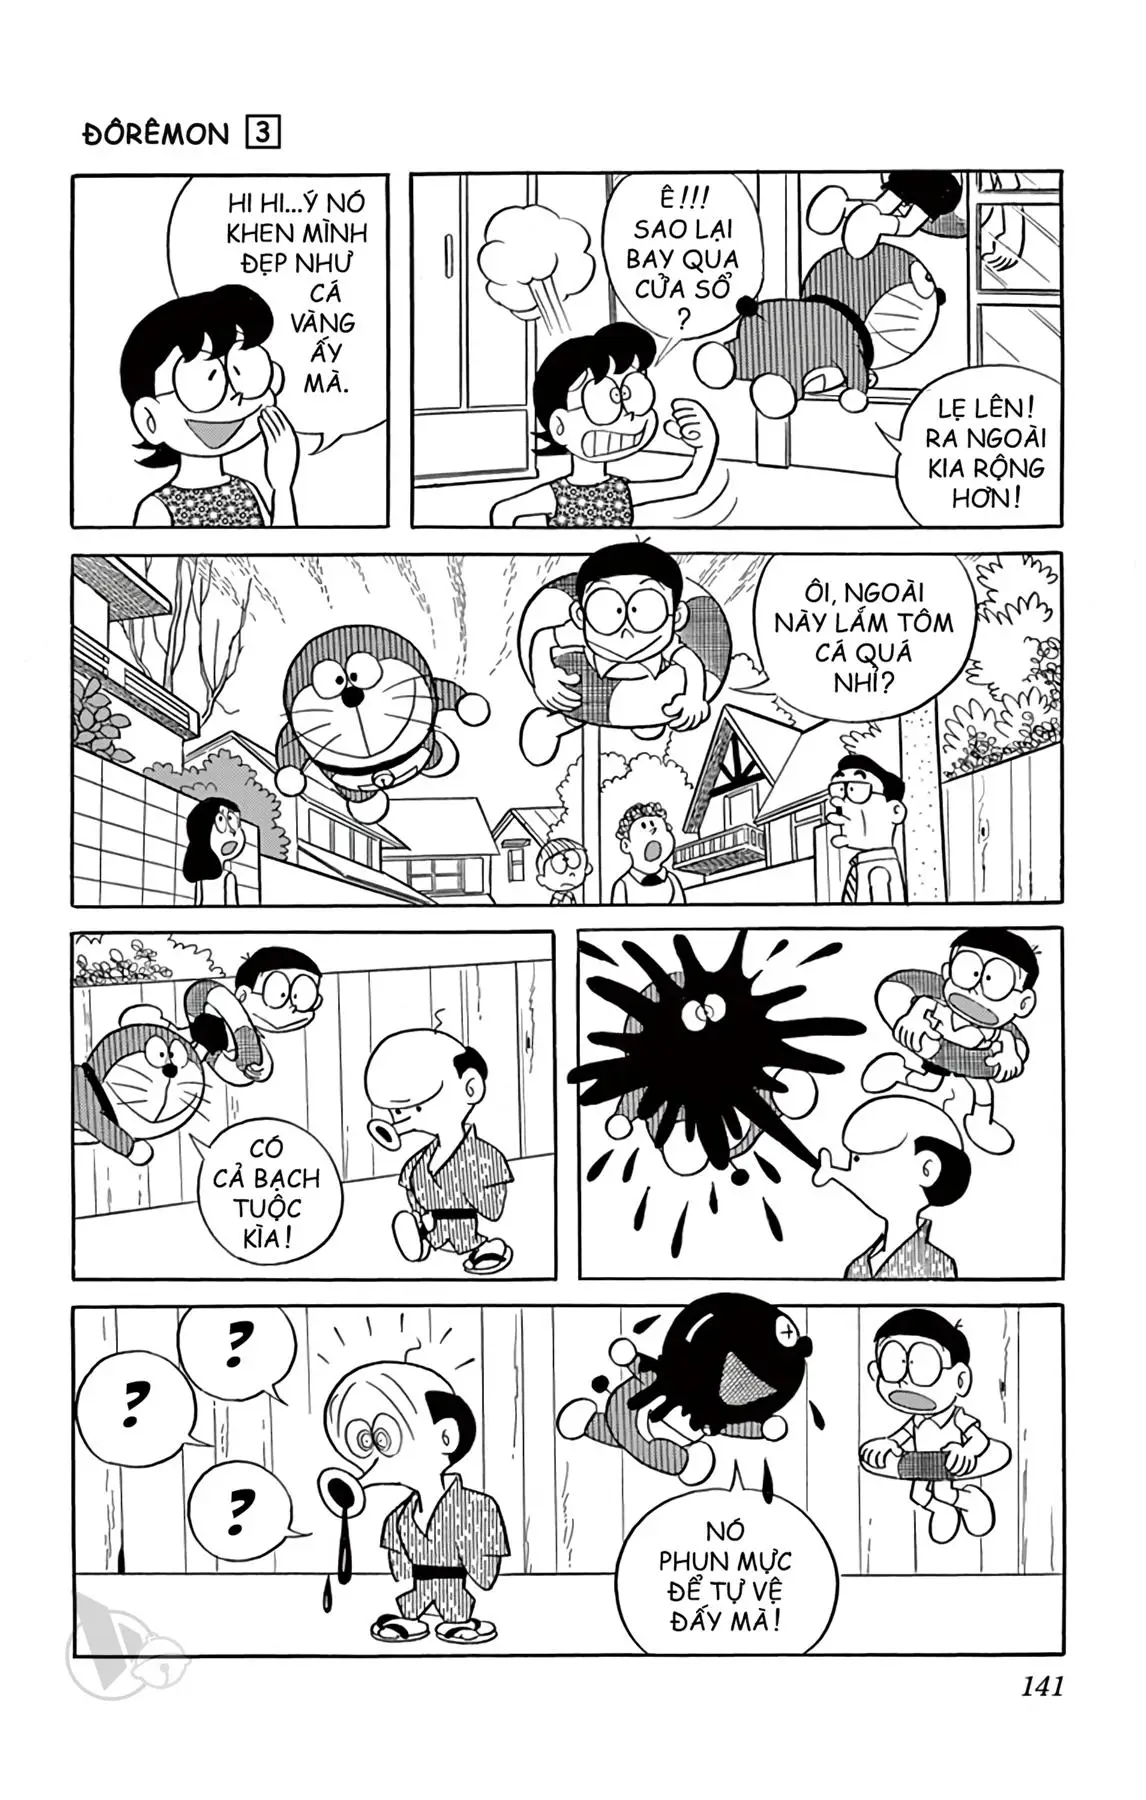 ĐÔRÊMON 3
HI HI...Ý NÓ
KHEN MÌNH
ĐẸP NHƯ
CÁ
VÀNG
ẤY
MÀ.
Ê!!!
SAO LẠI
BAY QUA
CỬA SỔ
?
LẸ LÊN!
RA NGOÀI
KIA RỘNG
HƠN!
ÔI, NGOÀI
NÀY LẮM TÔM
CÁ QUÁ
NHỈ?
CÓ
CẢ BẠCH
TUỘC
KÌA!
?
?
?
NÓ
PHUN MỰC
ĐỂ TỰ VỆ
ĐẤY MÀ!
141